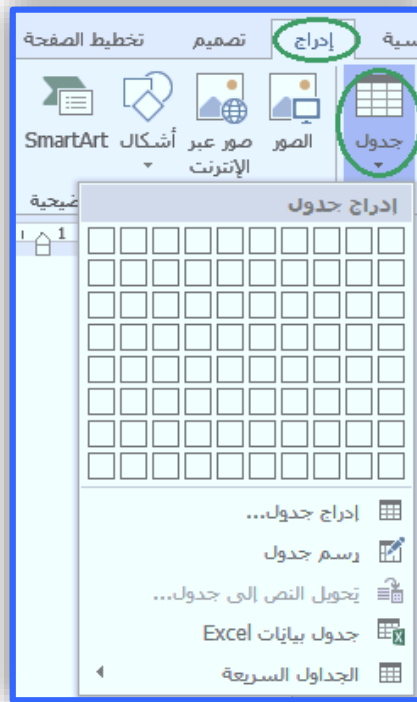 سية إدراج تصميم تخطيط الصفحة
جدول الصور صور عبر أشكال SmartArt
الإنترنت
ضيحية
إدراج جدول
1
إدراج جدول...
رسم جدول
تحويل النص إلى جدول...
جدول بيانات Excel
الجداول السريعة